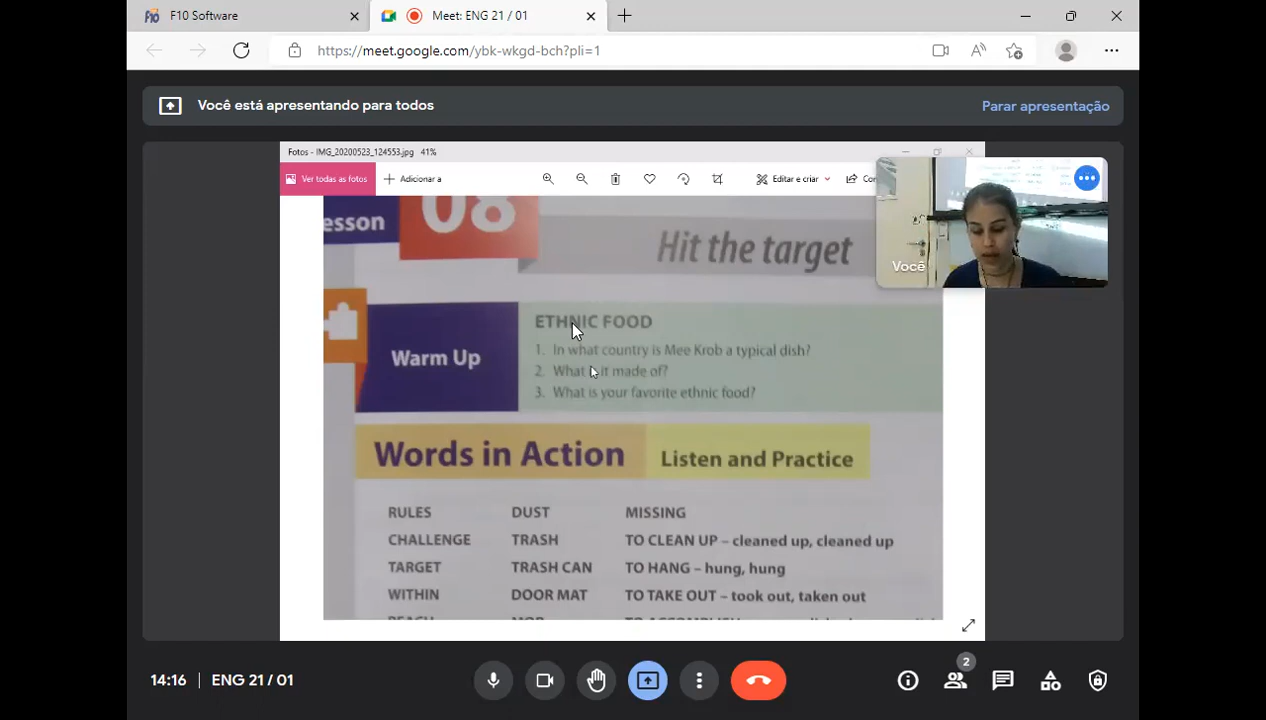 F10 Software
Meet: ENG 21 / 01
https://meet.google.com/ybk-wkgd-bch?pli=1
Você está apresentando para todos
Parar apresentação
Fotos - IMG_20200523_124553.jpg 41%
Ver todas as fotos
Adicionar a
Editar e criar
Você
esson
08
Hit the target
Warm Up
ETHNIC FOOD
1. In what country is Mee Krob a typical dish?
2. What it made of?
3. What is your favorite ethnic food?
Words in Action
Listen and Practice
RULES DUST MISSING
CHALLENGE TRASH TO CLEAN UP – cleaned up, cleaned up
TARGET TRASH CAN TO HANG – hung, hung
WITHIN DOOR MAT TO TAKE OUT – took out, taken out
14:16 ENG 21 / 01
2